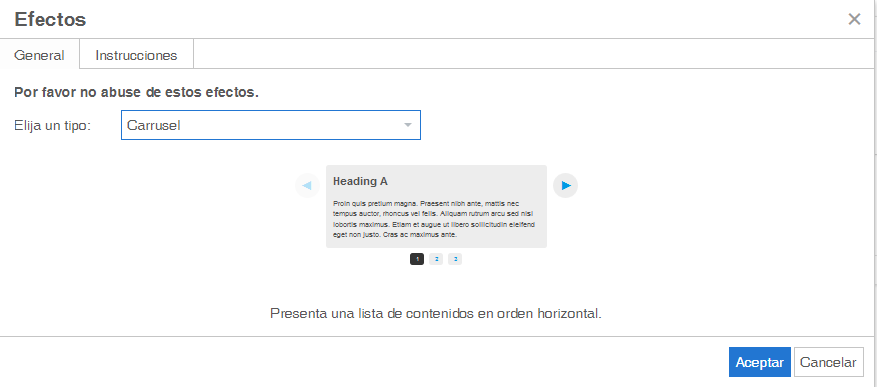 Efectos
General Instrucciones
Por favor no abuse de estos efectos.
Elija un tipo: Carrusel
Heading A
Proin quis pretium magna. Praesent nibh ante, mattis nec
tempus auctor, rhoncus vel felis. Aliquam rutrum arcu sed nisl
lobortis maximus. Etiam et augue ut libero sollicitudin eleifend
eget non justo. Cras ac maximus ante.
1 2 3
Presenta una lista de contenidos en orden horizontal.
Aceptar Cancelar